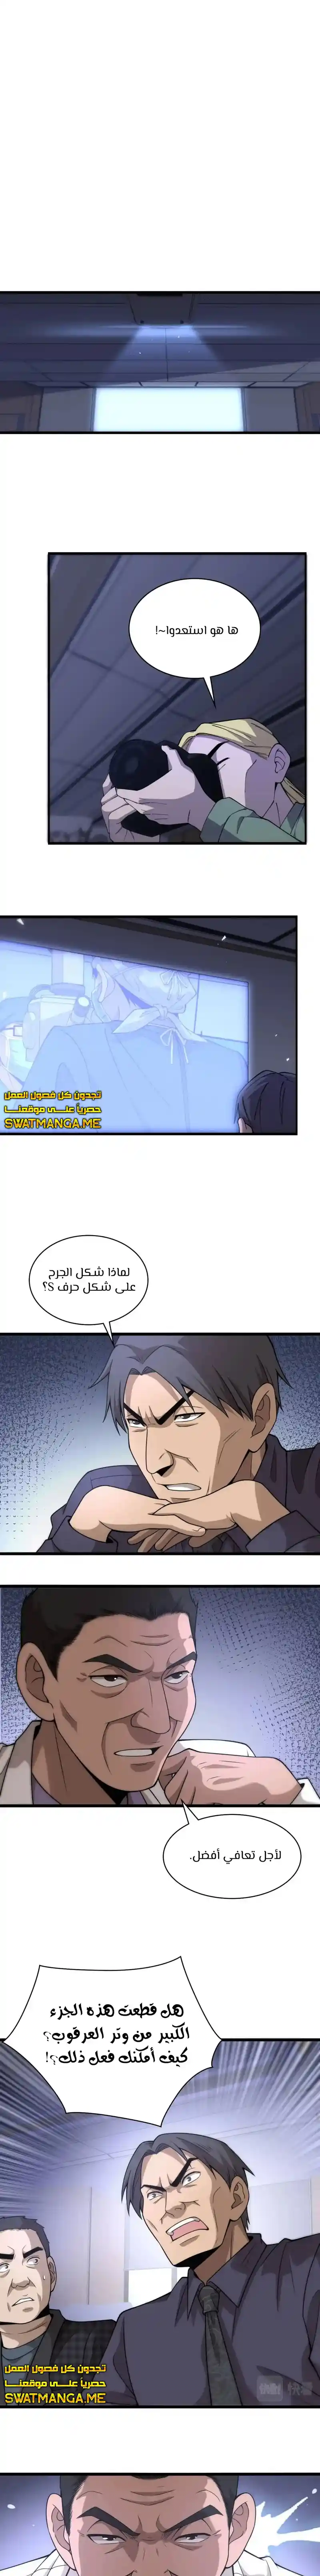 ها هو استعدوا~!
تجدون كل فصول العمل
حصرياً على موقعنا
SWATMANGA.ME
لماذا شكل الجرح
على شكل حرف S؟
لأجل تعافي أفضل.
هل قطعت هذه الجزء
الكبير من وتر العرقوب؟
كيف أمكنك فعل ذلك؟!
تجدون كل فصول العمل
حصرياً على موقعنا
SWATMANGA.ME